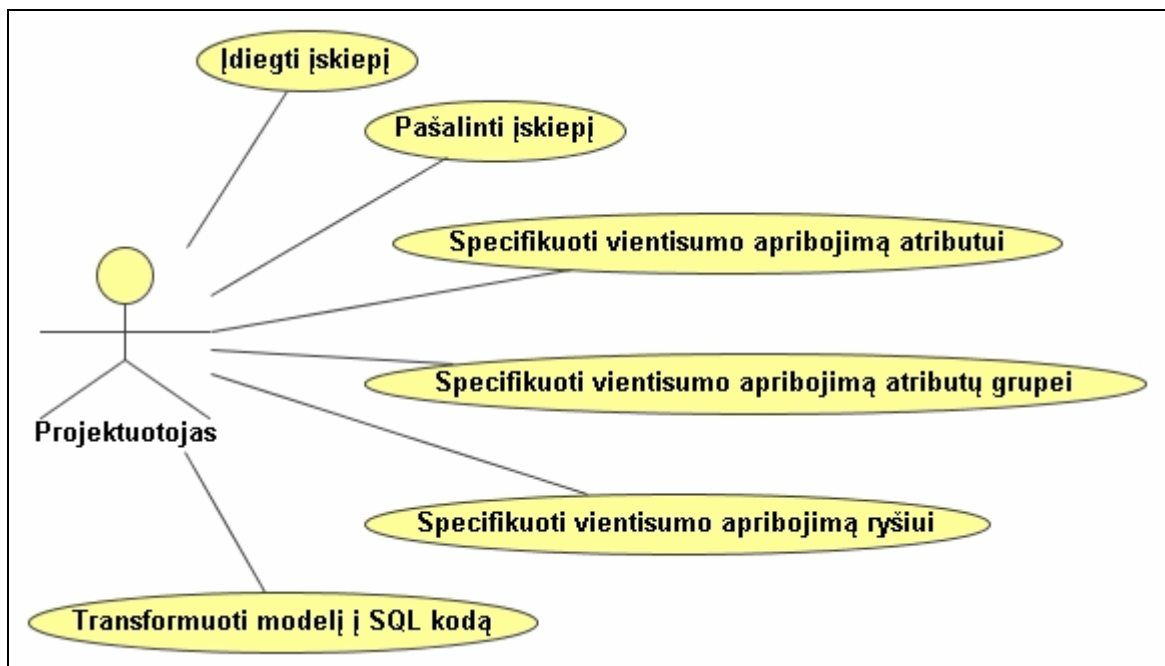 Įdiegti įskiepį
Pašalinti įskiepį
Specifikuoti vientisumo apribojimą atributui
Specifikuoti vientisumo apribojimą atributų grupei
Projektuotojas
Specifikuoti vientisumo apribojimą ryšiui
Transformuoti modelį į SQL kodą